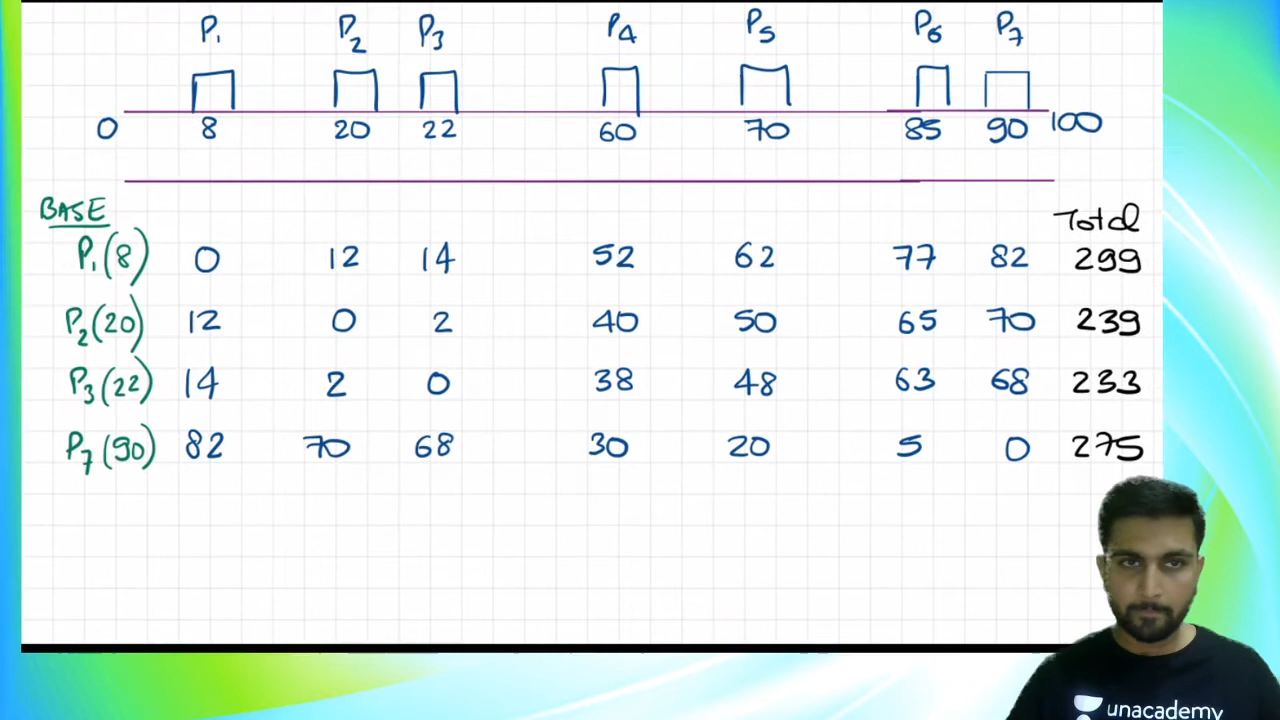 P₁ P₂ P₃ P₄ P₅ P₆ P₇
0 8 20 22 60 70 85 90 100
BASE Total
P₁(8) 0 12 14 52 62 77 82 299
P₂(20) 12 0 2 40 50 65 70 239
P₃(22) 14 2 0 38 48 63 68 233
P₇(90) 82 70 68 30 20 5 0 275
unacademy